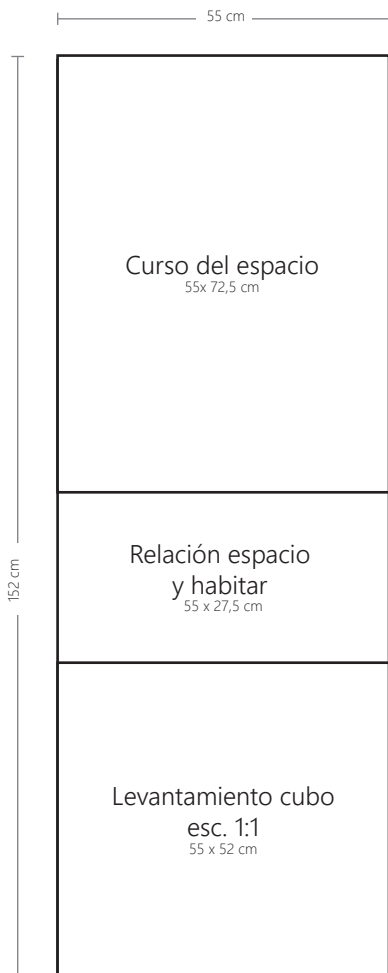 55 cm
Curso del espacio
55x 72,5 cm
152 cm
Relación espacio
y habitar
55 x 27,5 cm
Levantamiento cubo
esc. 1:1
55 x 52 cm